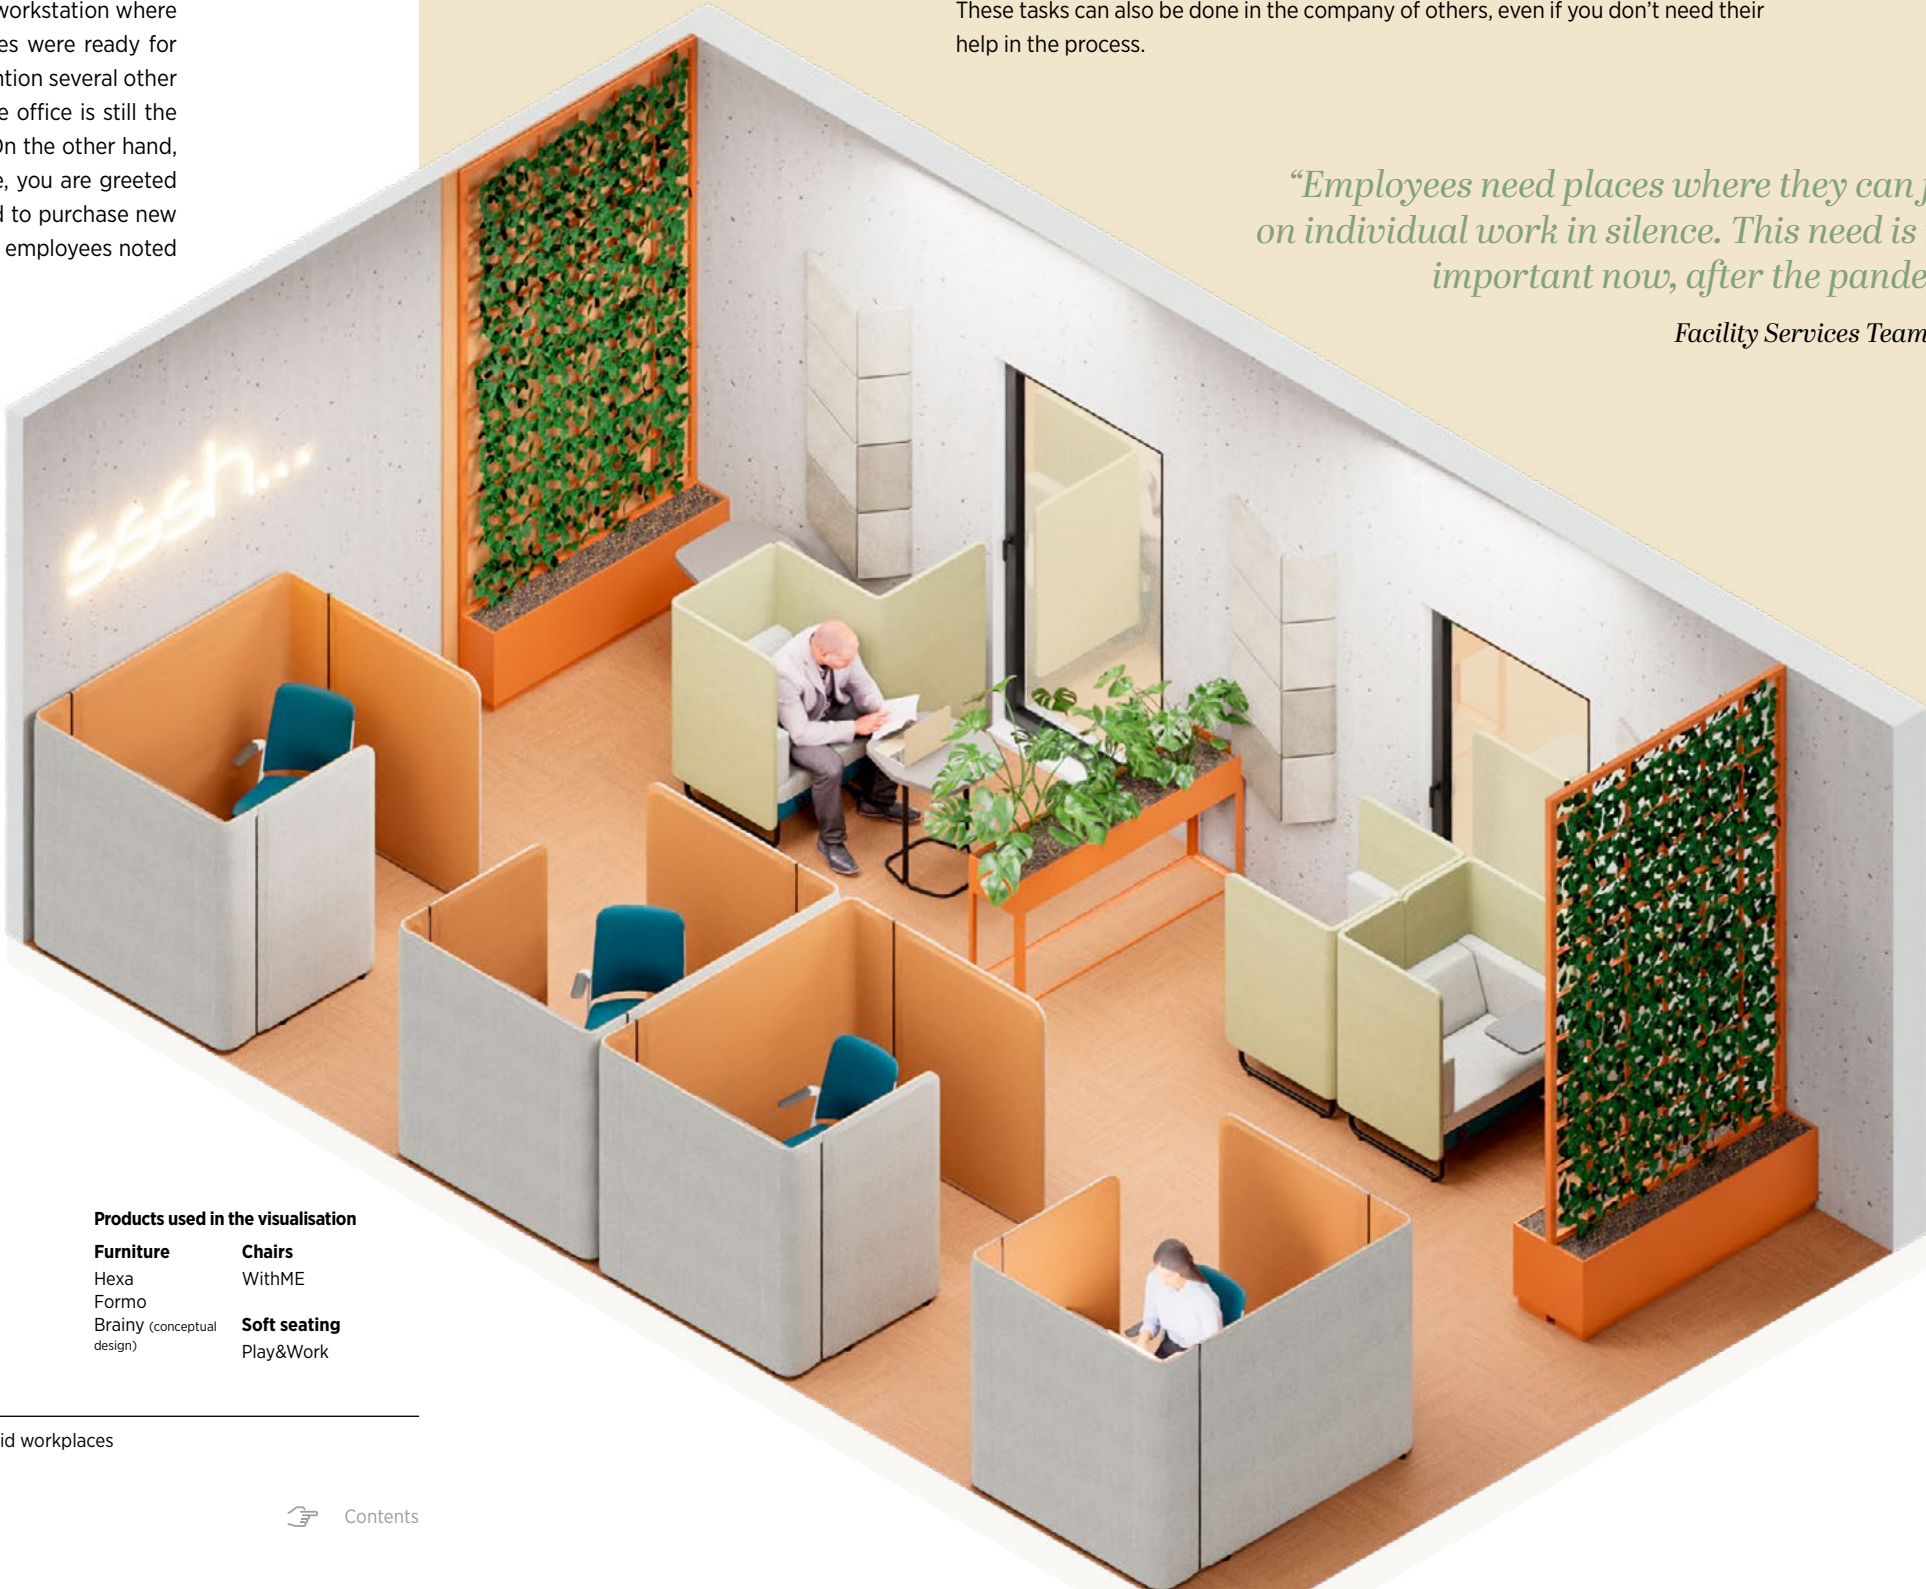 workstation where
es were ready for
ntion several other
e office is still the
On the other hand,
e, you are greeted
d to purchase new
employees noted
These tasks can also be done in the company of others, even if you don't need their
help in the process.
“Employees need places where they can
on individual work in silence. This need is
important now, after the pande
Facility Services Team
sssh...
Products used in the visualisation
Furniture
Hexa
Formo
Brainy (conceptual
design)
Chairs
WithME
Soft seating
Play&Work
id workplaces
Contents